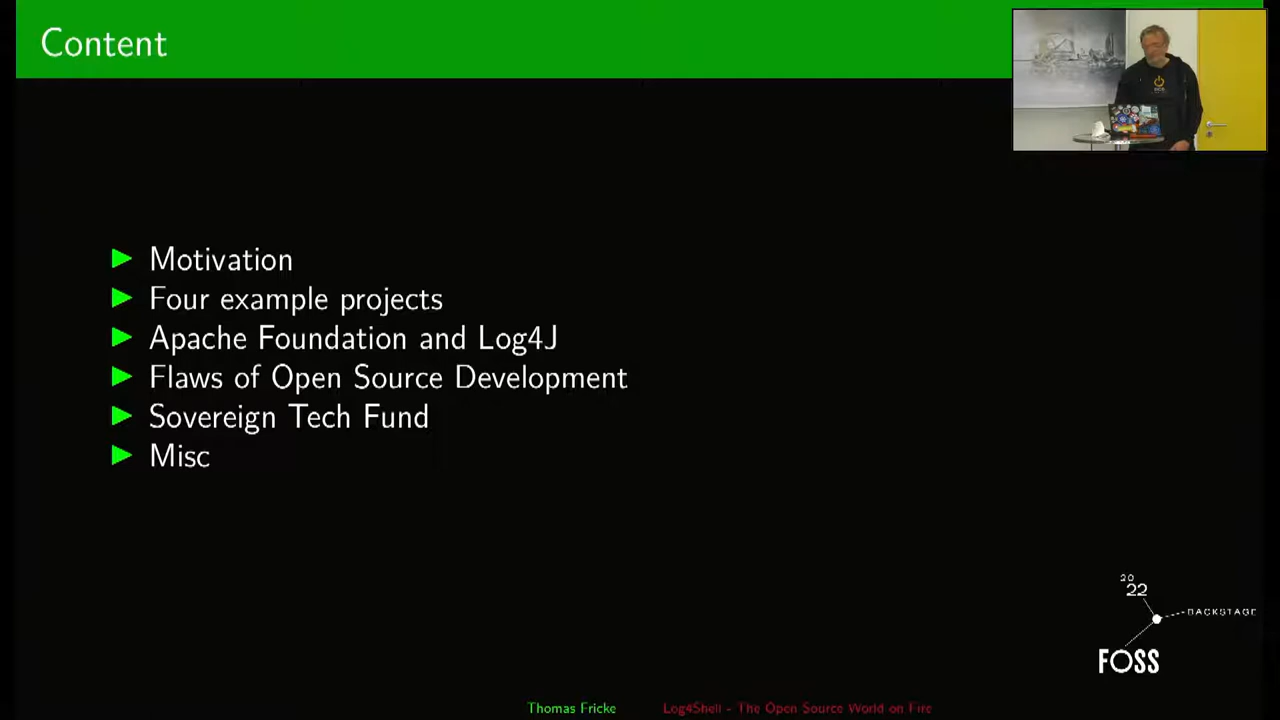 Content
Motivation
Four example projects
Apache Foundation and Log4J
Flaws of Open Source Development
Sovereign Tech Fund
Misc
20
22
BACKSTAGE
FOSS
Thomas Fricke
Log4Shell - The Open Source World on Fire